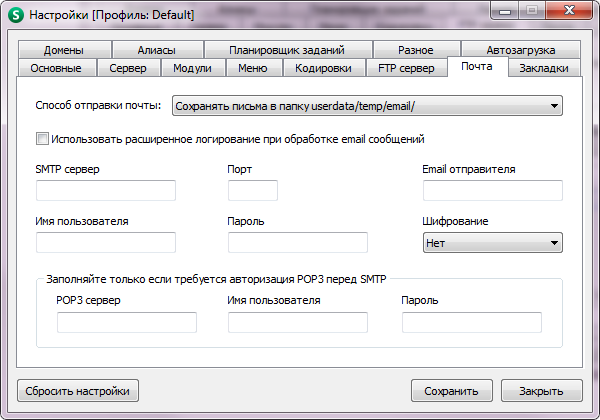 Настройки [Профиль: Default]
Домены Алиасы Планировщик заданий Разное Автозагрузка
Основные Сервер Модули Меню Кодировки FTP сервер Почта Закладки
Способ отправки почты: Сохранять письма в папку userdata/temp/email/
Использовать расширенное логирование при обработке email сообщений
SMTP сервер Порт Email отправителя
Имя пользователя Пароль Шифрование
Нет
Заполняйте только если требуется авторизация POP3 перед SMTP
POP3 сервер Имя пользователя Пароль
Сбросить настройки Сохранить Закрыть